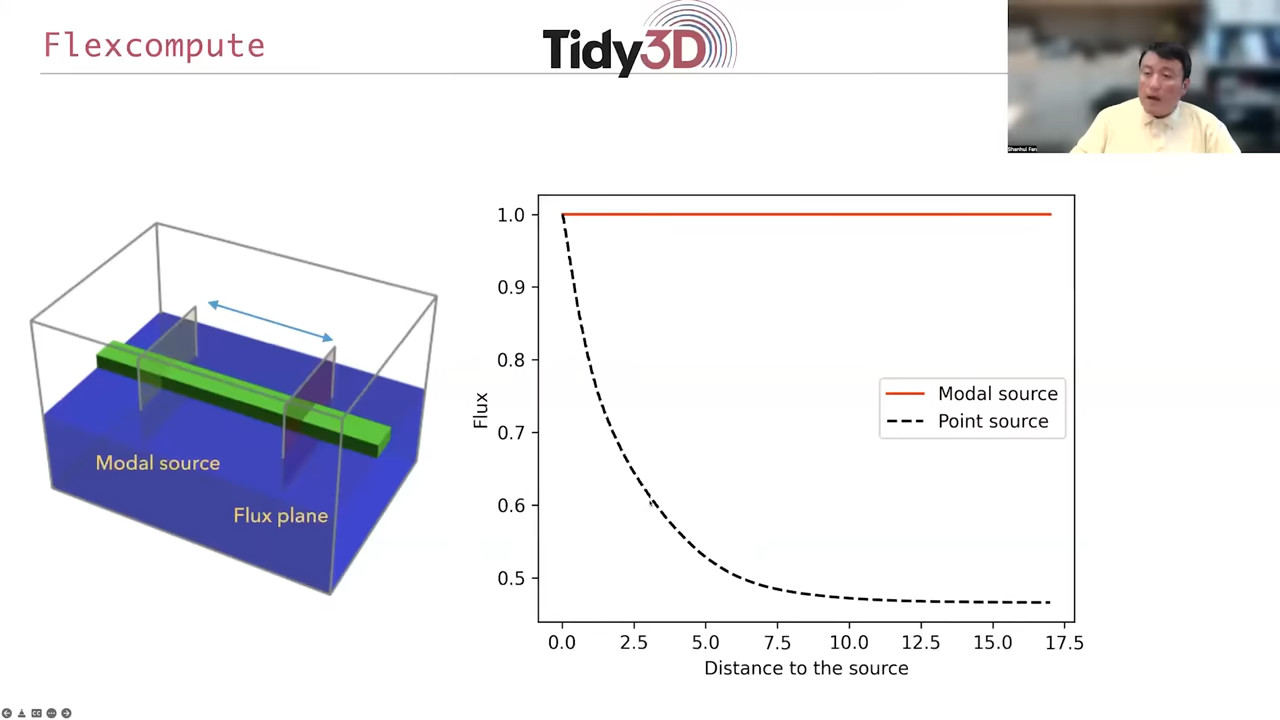 Flexcompute
Tidy3D
Shanhui Fan
Modal source
Flux plane
1.0
0.9
0.8
0.7
0.6
0.5
Flux
Modal source
Point source
0.0 2.5 5.0 7.5 10.0 12.5 15.0 17.5
Distance to the source